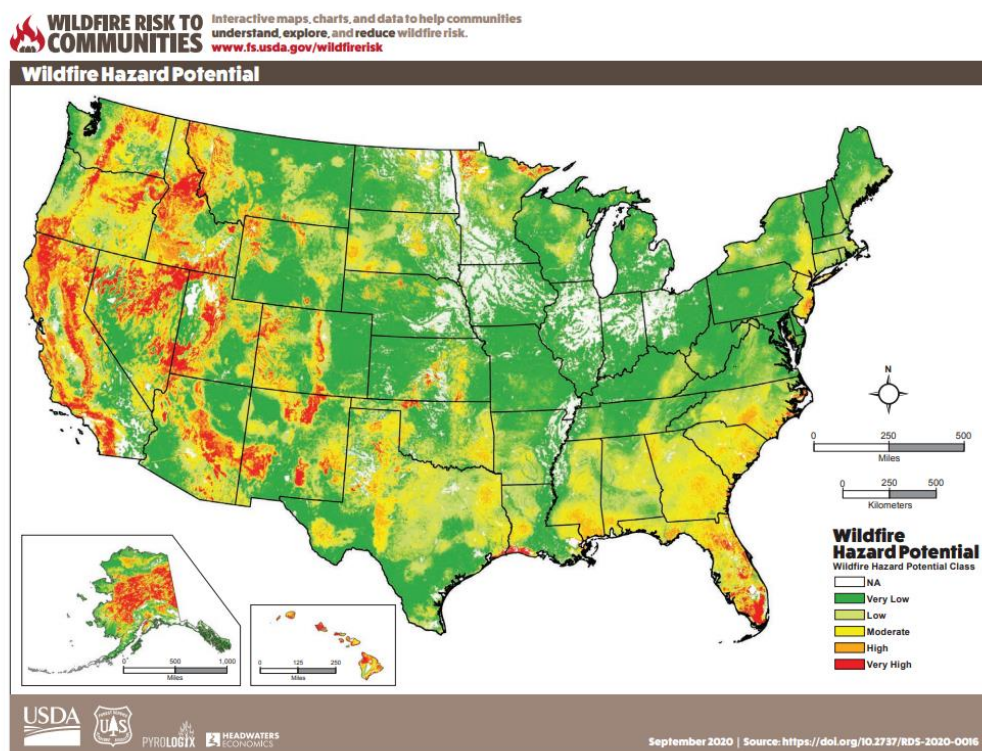 WILDFIRE RISK TO
COMMUNITIES
Interactive maps, charts, and data to help communities
understand, explore, and reduce wildfire risk.
www.fs.usda.gov/wildfirerisk
Wildfire Hazard Potential
N
0 250 500
Miles
0 250 500
Kilometers
Wildfire
Hazard Potential
Wildfire Hazard Potential Class
NA
Very Low
Low
Moderate
High
Very High
0 500 1,000
Miles
0 125 250
Miles
USDA
UAS
PYROLOGIX
HEADWATERS
ECONOMICS
September 2020 | Source: https://doi.org/10.2737/RDS-2020-0016